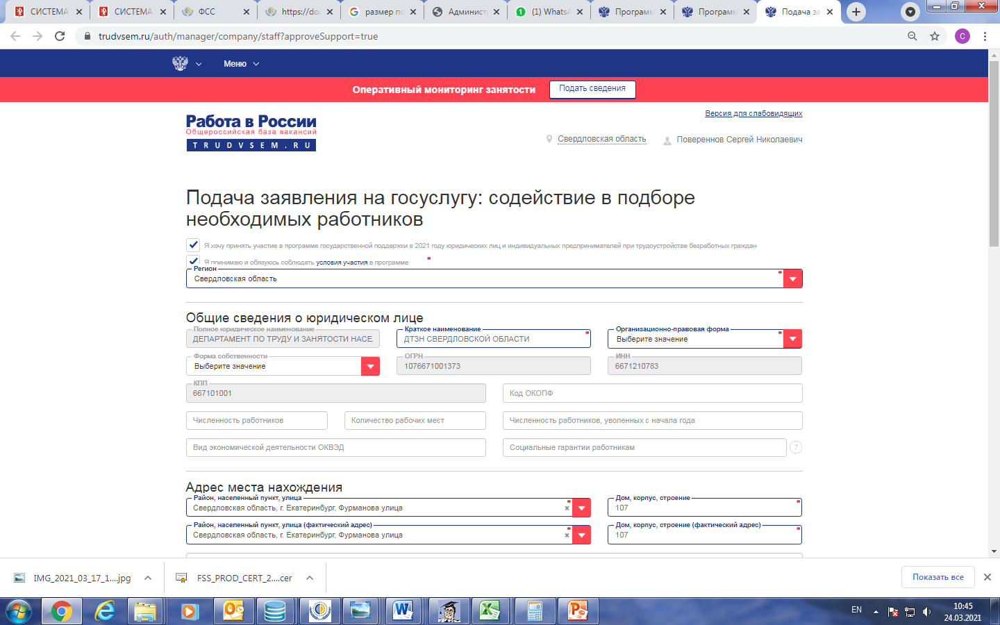 СИСТЕМА
СИСТЕМА
ФСС
https://doc
размер по
Администр
(1) WhatsA
Программ
Программ
Подача за
trudvsem.ru/auth/manager/company/staff?approveSupport=true
С
Меню
Оперативный мониторинг занятости
Подать сведения
Версия для слабовидящих
Работа в России
Общероссийская база вакансий
TRUDVSEM.RU
Свердловская область
Поверенов Сергей Николаевич
Подача заявления на госуслугу: содействие в подборе
необходимых работников
Я хочу принять участие в программе государственной поддержки в 2021 году юридических лиц и индивидуальных предпринимателей при трудоустройстве безработных граждан
Я принимаю и обязуюсь соблюдать условия участия в программе
Регион
Свердловская область
Общие сведения о юридическом лице
Полное юридическое наименование
ДЕПАРТАМЕНТ ПО ТРУДУ И ЗАНЯТОСТИ НАСЕ
Краткое наименование
ДТЗН СВЕРДЛОВСКОЙ ОБЛАСТИ
Организационно-правовая форма
Выберите значение
Форма собственности
Выберите значение
ОГРН
1076671001373
ИНН
6671210783
КПП
667101001
Код ОКОПФ
Численность работников
Количество рабочих мест
Численность работников, уволенных с начала года
Вид экономической деятельности ОКВЭД
Социальные гарантии работникам
?
Адрес места нахождения
Район, населенный пункт, улица
Свердловская область, г. Екатеринбург, Фурманова улица
Дом, корпус, строение
107
Район, населенный пункт, улица (фактический адрес)
Свердловская область, г. Екатеринбург, Фурманова улица
Дом, корпус, строение (фактический адрес)
107
IMG_2021_03_17_1....jpg
FSS_PROD_CERT_2....cer
Показать все
EN
10:45
24.03.2021